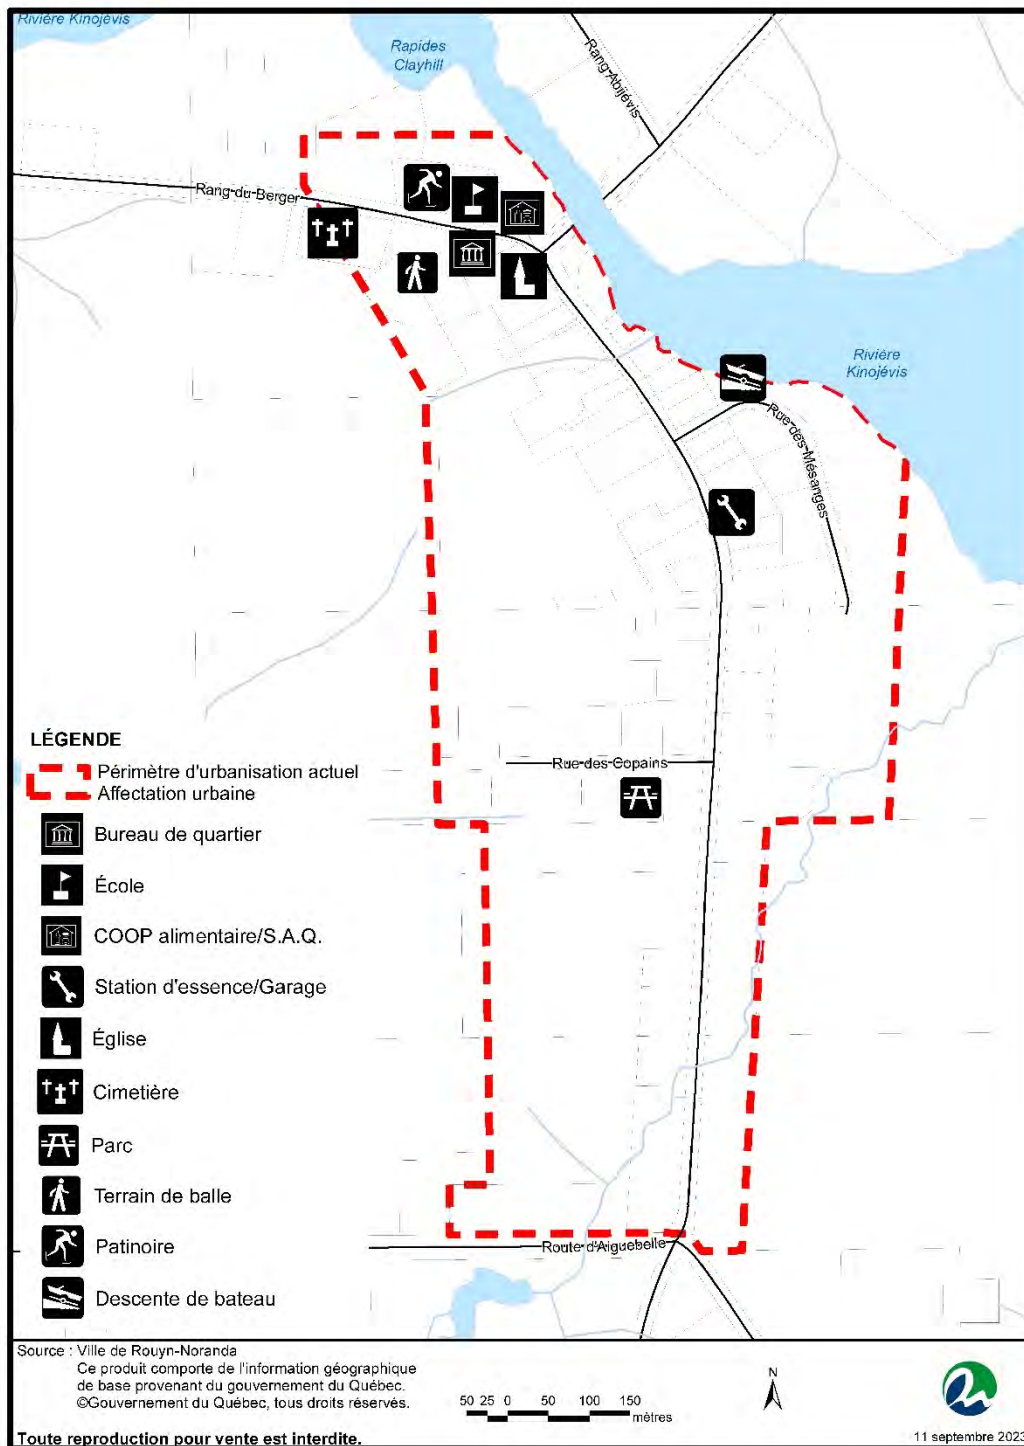 Rivière Kinojévis
Rapides
Clayhill
Rang-Abijévis
Rang-du-Berger
Rivière
Kinojévis
Rue-des-Mésanges
LÉGENDE
Périmètre d'urbanisation actuel
Affectation urbaine
Rue-des-Copains
Bureau de quartier
École
COOP alimentaire/S.A.Q.
Station d'essence/Garage
Église
Cimetière
Parc
Terrain de balle
Patinoire
Route-d'Aiguebelle
Descente de bateau
Source : Ville de Rouyn-Noranda
Ce produit comporte de l'information géographique
de base provenant du gouvernement du Québec.
©Gouvernement du Québec, tous droits réservés.
50 25 0 50 100 150
mètres
N
Toute reproduction pour vente est interdite.
11 septembre 2023